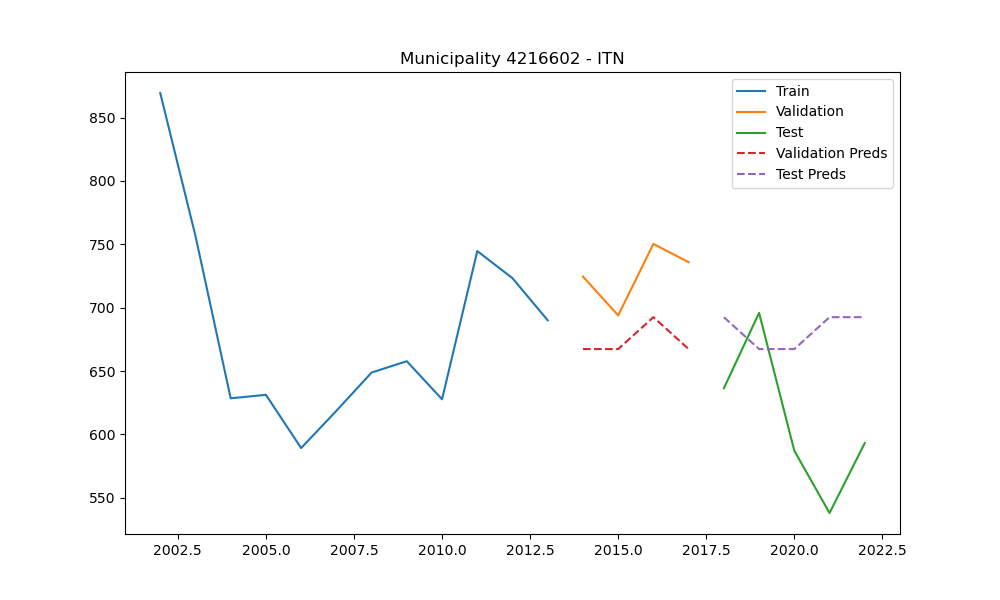 Municipality 4216602 - ITN
Train
Validation
Test
Validation Preds
Test Preds
850
800
750
700
650
600
550
2002.5 2005.0 2007.5 2010.0 2012.5 2015.0 2017.5 2020.0 2022.5